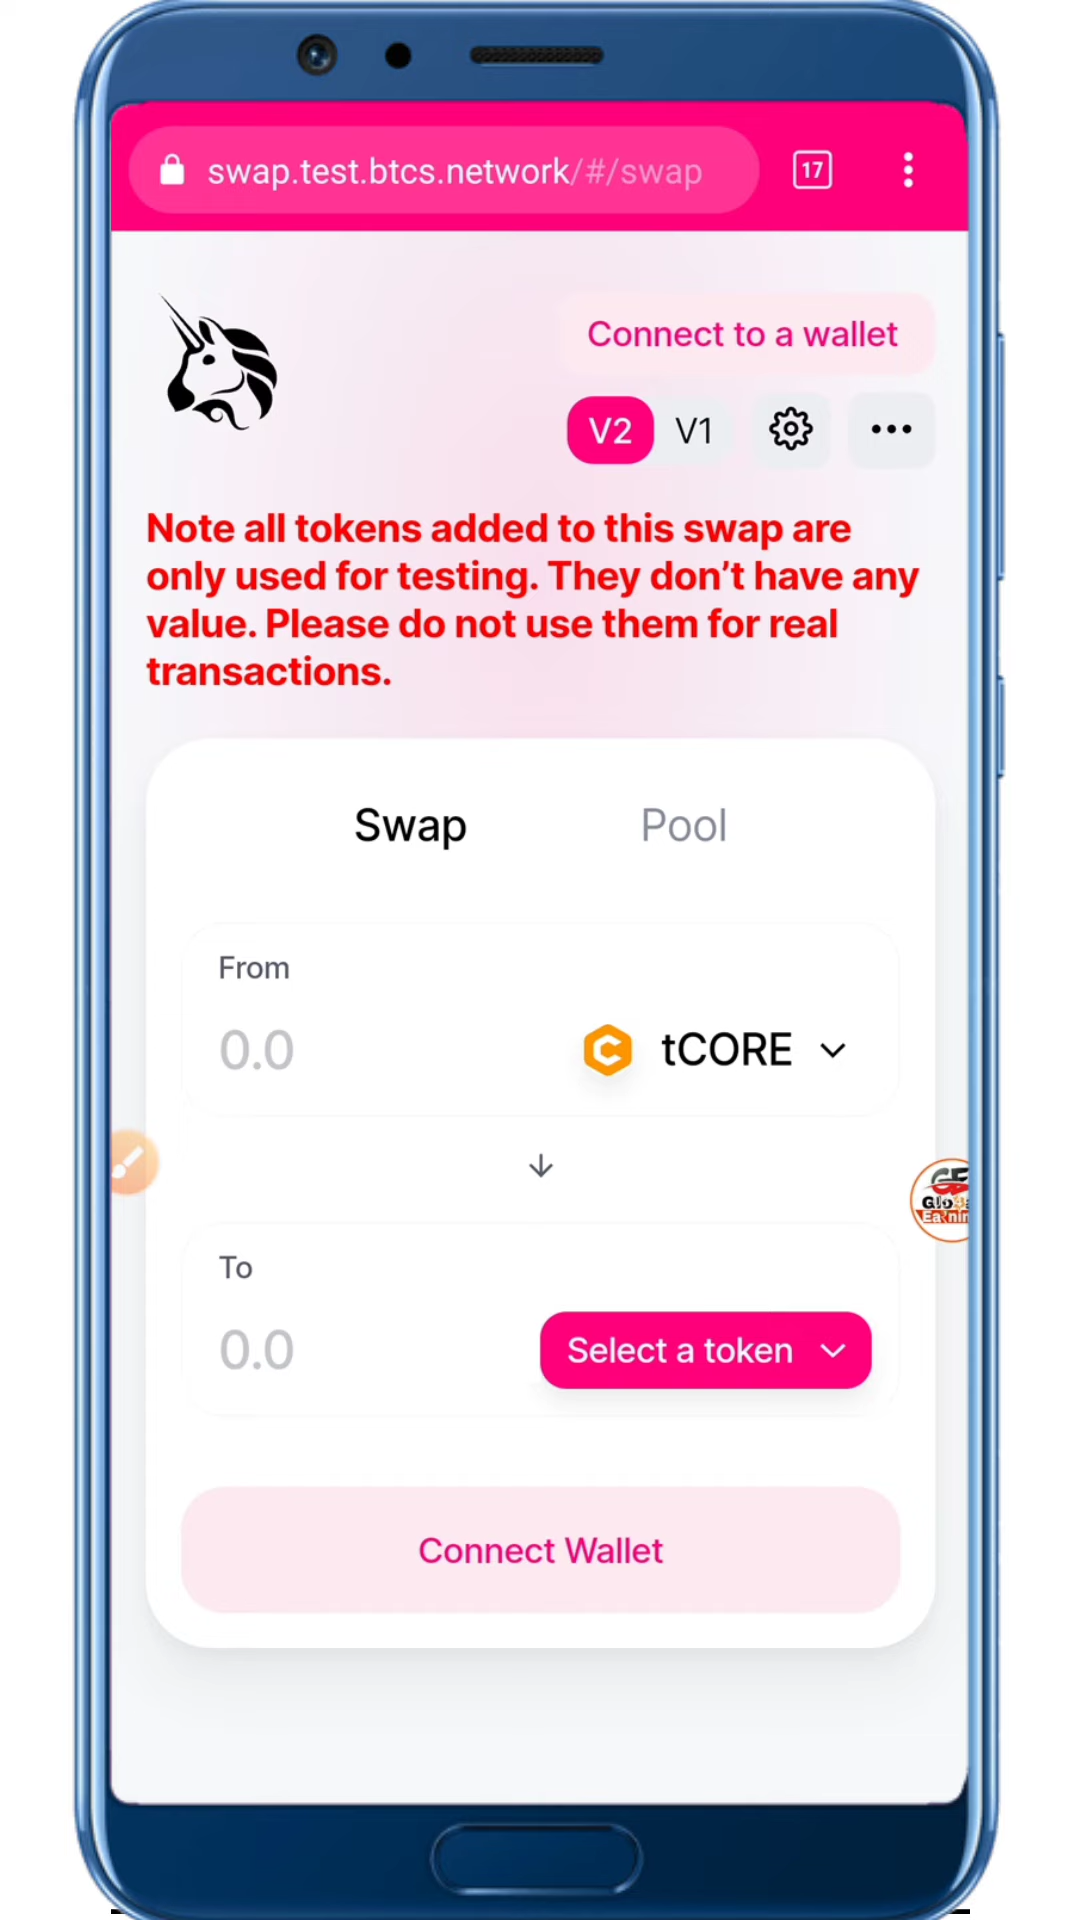 swap.test.btcs.network/#/swap
17
Connect to a wallet
V2 V1
Note all tokens added to this swap are
only used for testing. They don’t have any
value. Please do not use them for real
transactions.
Swap Pool
From
0.0 tCORE
To
0.0 Select a token
Connect Wallet